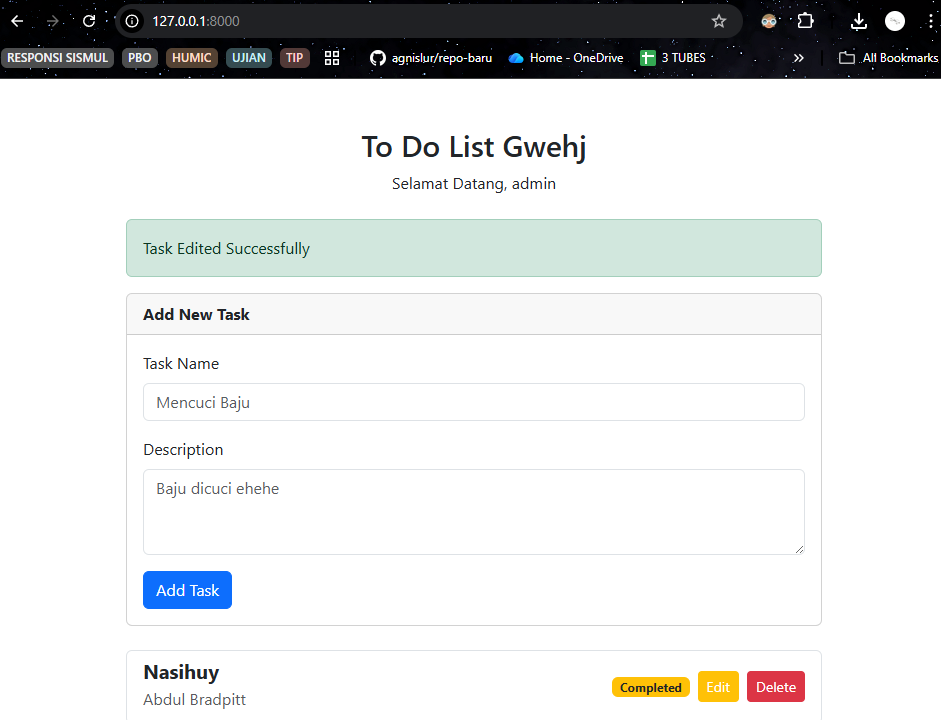 127.0.0.1:8000
RESPONSI SISMUL PBO HUMIC UJIAN TIP agnislur/repo-baru Home - OneDrive 3 TUBES » All Bookmarks
To Do List Gwehj
Selamat Datang, admin
Task Edited Successfully
Add New Task
Task Name
Mencuci Baju
Description
Baju dicuci ehehe
Add Task
Nasihuy
Abdul Bradpitt
Completed Edit Delete